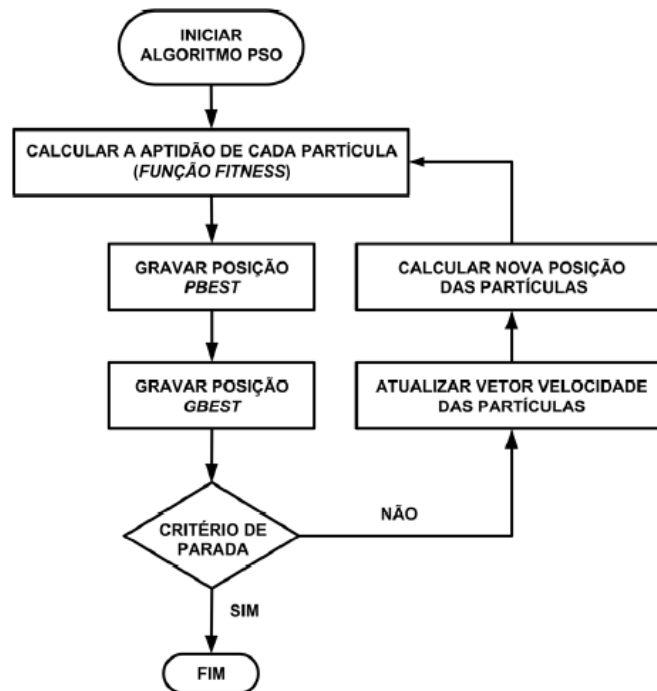 INICIAR
ALGORITMO PSO
CALCULAR A APTIDÃO DE CADA PARTÍCULA
(FUNÇÃO FITNESS)
GRAVAR POSIÇÃO
PBEST
GRAVAR POSIÇÃO
GBEST
CRITÉRIO DE
PARADA
NÃO
ATUALIZAR VETOR VELOCIDADE
DAS PARTÍCULAS
CALCULAR NOVA POSIÇÃO
DAS PARTÍCULAS
SIM
FIM